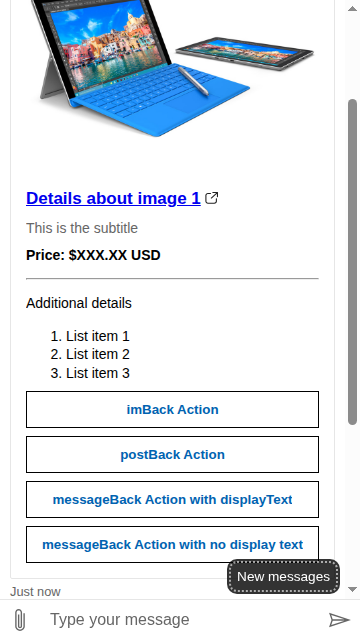 Details about image 1
This is the subtitle
Price: $XXX.XX USD
Additional details
1. List item 1
2. List item 2
3. List item 3
imBack Action
postBack Action
messageBack Action with displayText
messageBack Action with no display text
New messages
Just now
Type your message